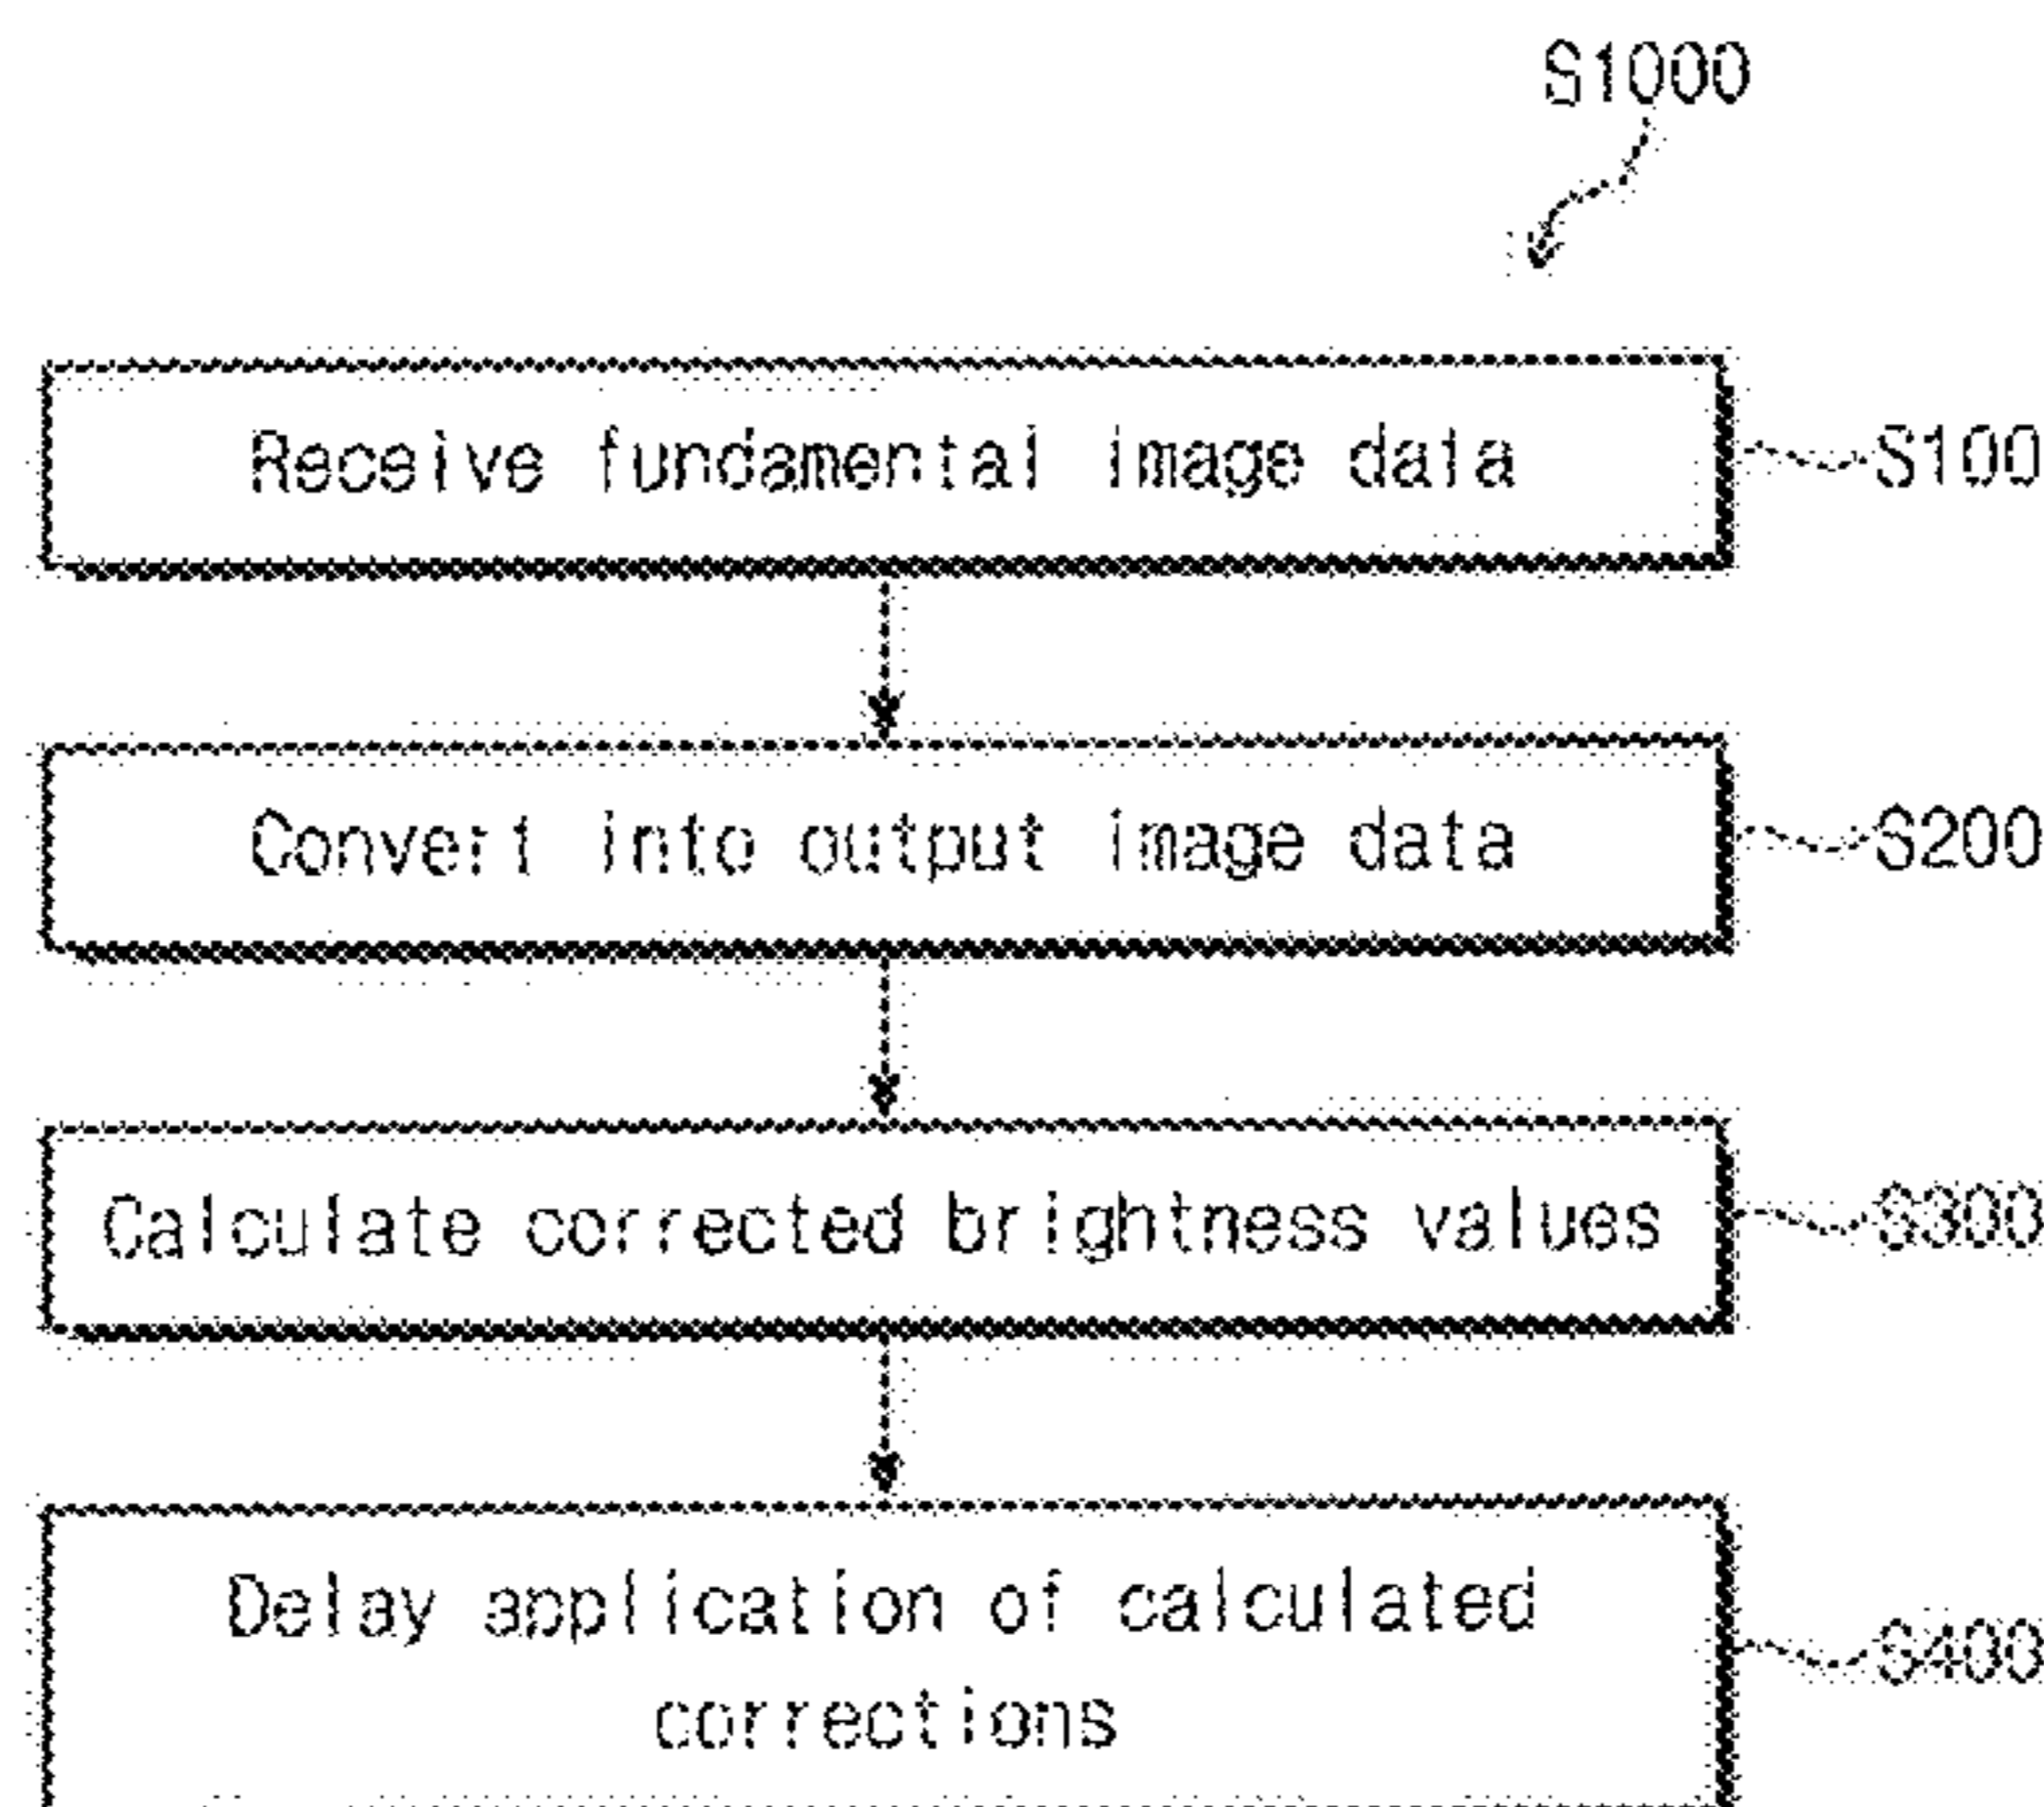 S1000
Receive fundamental image data
S100
Convert into output image data
S200
Calculate corrected brightness values
S300
Delay application of calculated
corrections
S400